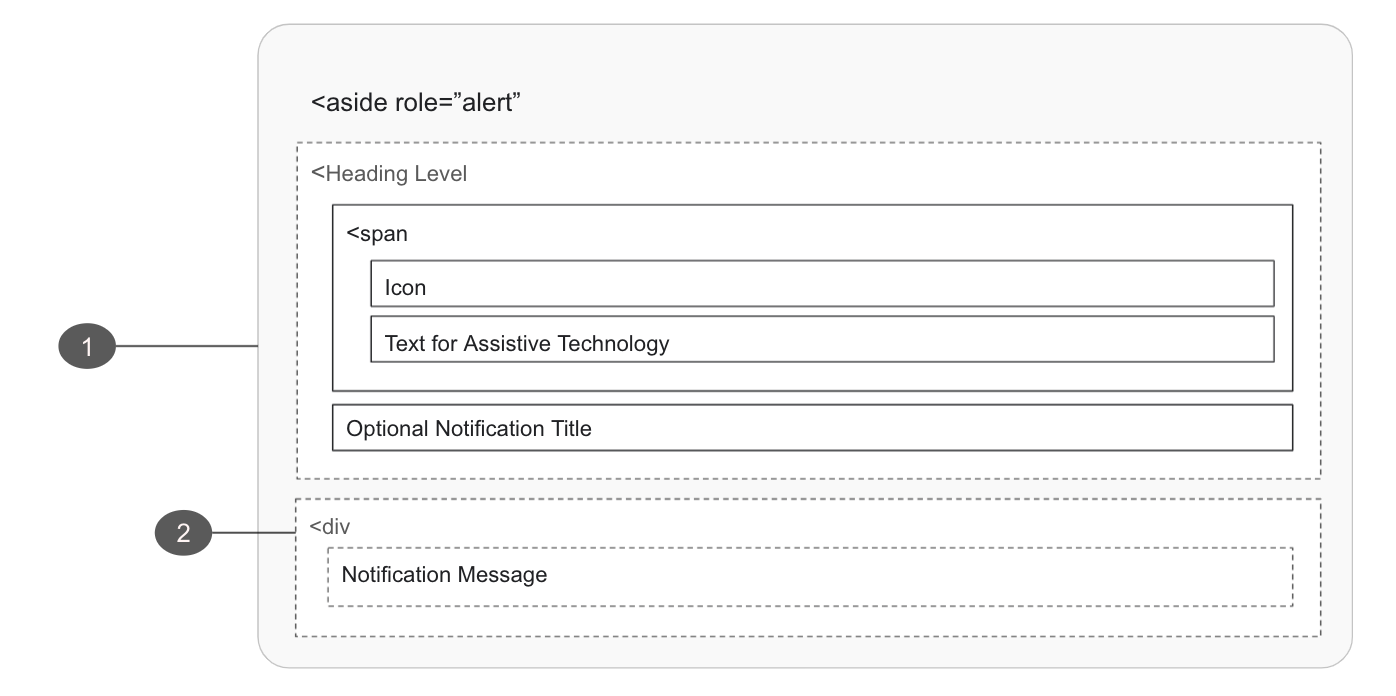 <aside role=”alert”
<Heading Level
<span
Icon
Text for Assistive Technology
1
Optional Notification Title
2
<div
Notification Message